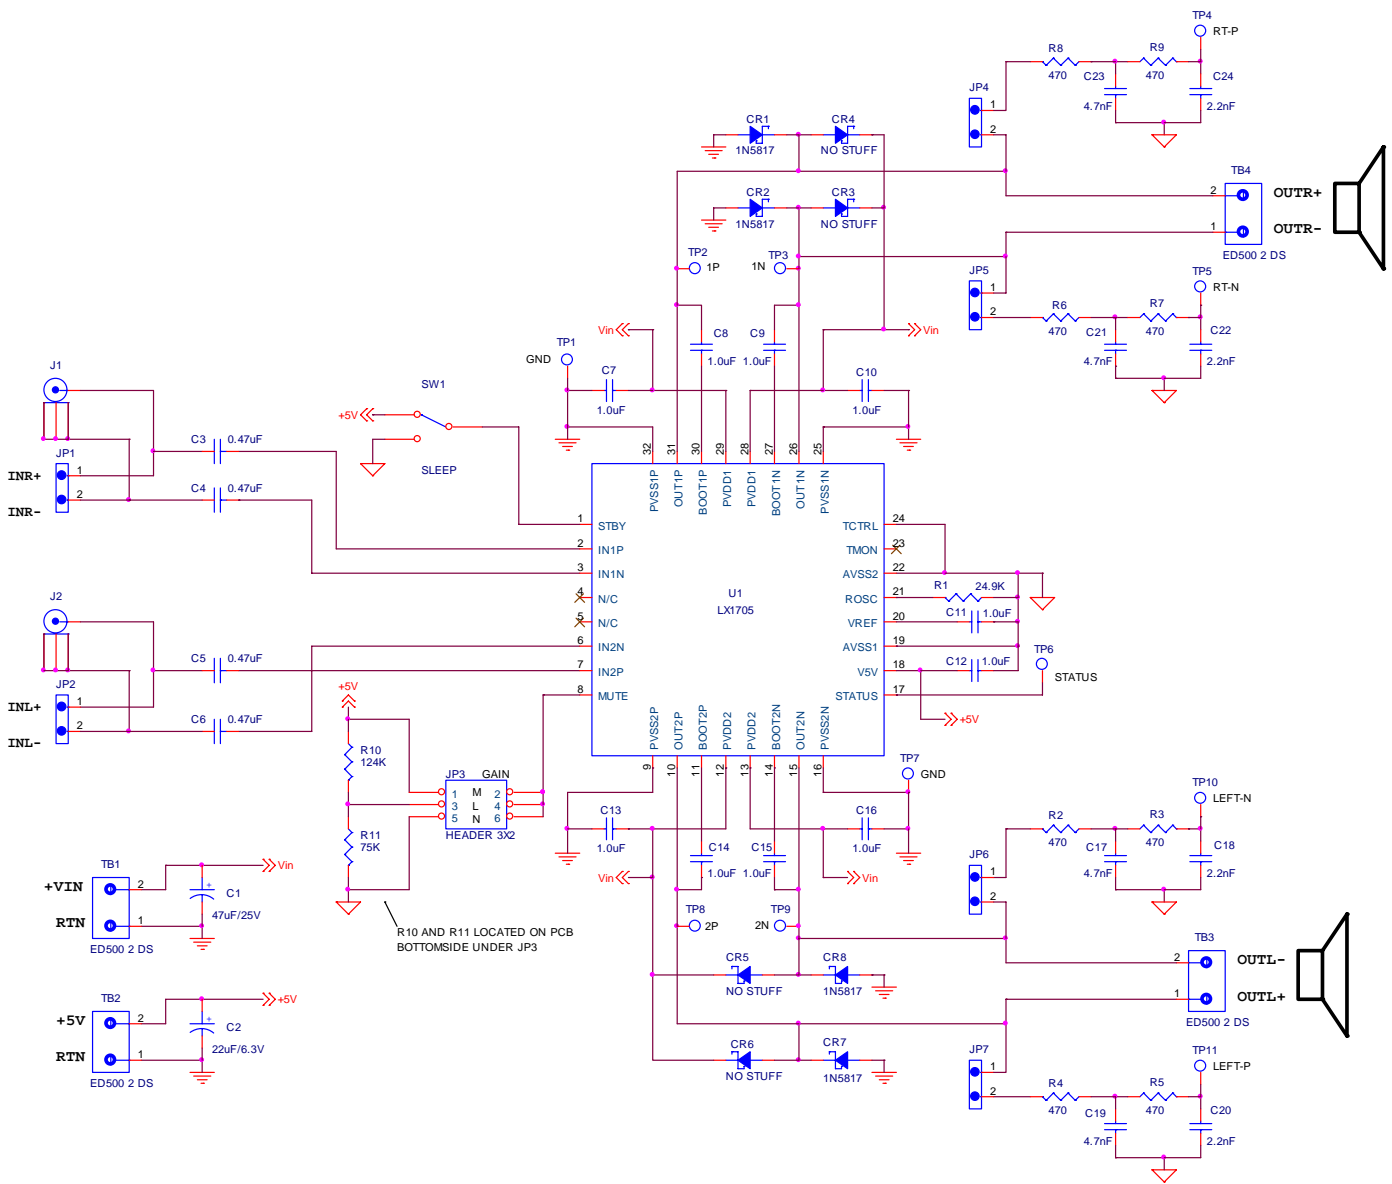 TP4
RT-P
R8
470
R9
470
C23
4.7nF
C24
2.2nF
JP4
1
2
CR1
1N5817
CR4
NO STUFF
CR2
1N5817
CR3
NO STUFF
TB4
2
1
OUTR+
OUTR-
ED500 2 DS
TP2
1P
TP3
1N
JP5
1
2
TP5
RT-N
R6
470
R7
470
C21
4.7nF
C22
2.2nF
Vin
Vin
C8
1.0uF
C9
1.0uF
TP1
GND
C7
1.0uF
C10
1.0uF
J1
SW1
+5V
SLEEP
C3 0.47uF
JP1
1
2
INR+
INR-
C4 0.47uF
32
31
30
29
28
27
26
25
PVSS1P
OUT1P
BOOT1P
PVDD1
PVDD1
BOOT1N
OUT1N
PVSS1N
1 STBY
2 IN1P
3 IN1N
4 N/C
5 N/C
6 IN2N
7 IN2P
8 MUTE
U1
LX1705
TCTRL 24
TMON 23
AVSS2 22
ROSC 21
VREF 20
AVSS1 19
V5V 18
STATUS 17
R1 24.9K
C11 1.0uF
C12 1.0uF
TP6
STATUS
+5V
J2
C5 0.47uF
JP2
1
2
INL+
INL-
C6 0.47uF
+5V
R10
124K
R11
75K
JP3 GAIN
1 M 2
3 L 4
5 N 6
HEADER 3X2
PVSS2P
OUT2P
BOOT2P
PVDD2
PVDD2
BOOT2N
OUT2N
PVSS2N
9
10
11
12
13
14
15
16
TP7
GND
C13
1.0uF
C16
1.0uF
C14
1.0uF
C15
1.0uF
Vin
Vin
TP10
LEFT-N
R2
470
R3
470
C17
4.7nF
C18
2.2nF
JP6
1
2
TB1
+VIN
RTN
2
1
ED500 2 DS
Vin
C1
47uF/25V
R10 AND R11 LOCATED ON PCB
BOTTOMSIDE UNDER JP3
TP8
2P
TP9
2N
CR5
NO STUFF
CR8
1N5817
TB3
2
1
OUTL-
OUTL+
ED500 2 DS
TB2
+5V
RTN
2
1
ED500 2 DS
+5V
C2
22uF/6.3V
CR6
NO STUFF
CR7
1N5817
JP7
1
2
TP11
LEFT-P
R4
470
R5
470
C19
4.7nF
C20
2.2nF